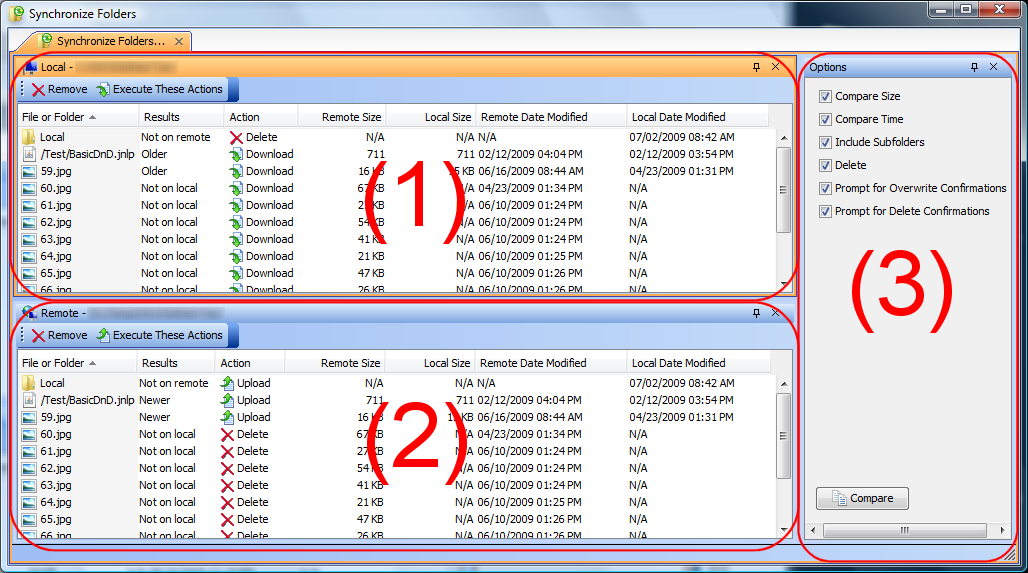 Synchronize Folders
Synchronize Folders...
Local -
Remove Execute These Actions
File or Folder Results Action Remote Size Local Size Remote Date Modified Local Date Modified
Local Not on remote Delete N/A N/A N/A 07/02/2009 08:42 AM
/Test/BasicDnD.jnlp Older Download 711 711 02/12/2009 04:04 PM 02/12/2009 03:54 PM
59.jpg Older Download 16 KB KB 06/16/2009 08:44 AM 04/23/2009 01:31 PM
60.jpg Not on local Download N/A 04/23/2009 01:34 PM N/A
61.jpg Not on local Download N/A 06/10/2009 01:24 PM N/A
62.jpg Not on local Download 54 N/A 06/10/2009 01:24 PM N/A
63.jpg Not on local Download 41 KB N/A 06/10/2009 01:24 PM N/A
64.jpg Not on local Download 21 KB N/A 06/10/2009 01:25 PM N/A
65.jpg Not on local Download 47 KB N/A 06/10/2009 01:26 PM N/A
66.jpg Not on local Download 26 KB N/A 06/10/2009 01:26 PM N/A
(1)
Remote -
Remove Execute These Actions
File or Folder Results Action Remote Size Local Size Remote Date Modified Local Date Modified
Local Not on remote Upload N/A N/A N/A 07/02/2009 08:42 AM
/Test/BasicDnD.jnlp Newer Upload 711 711 02/12/2009 04:04 PM 02/12/2009 03:54 PM
59.jpg Newer Upload 16 KB KB 06/16/2009 08:44 AM 04/23/2009 01:31 PM
60.jpg Not on local Delete 67 KB N/A 04/23/2009 01:34 PM N/A
61.jpg Not on local Delete 27 KB N/A 06/10/2009 01:24 PM N/A
62.jpg Not on local Delete 54 KB N/A 06/10/2009 01:24 PM N/A
63.jpg Not on local Delete 41 KB N/A 06/10/2009 01:24 PM N/A
64.jpg Not on local Delete 21 KB N/A 06/10/2009 01:25 PM N/A
65.jpg Not on local Delete 47 KB N/A 06/10/2009 01:26 PM N/A
66.jpg Not on local Delete 26 KB N/A 06/10/2009 01:26 PM N/A
(2)
Options
Compare Size
Compare Time
Include Subfolders
Delete
Prompt for Overwrite Confirmations
Prompt for Delete Confirmations
(3)
Compare